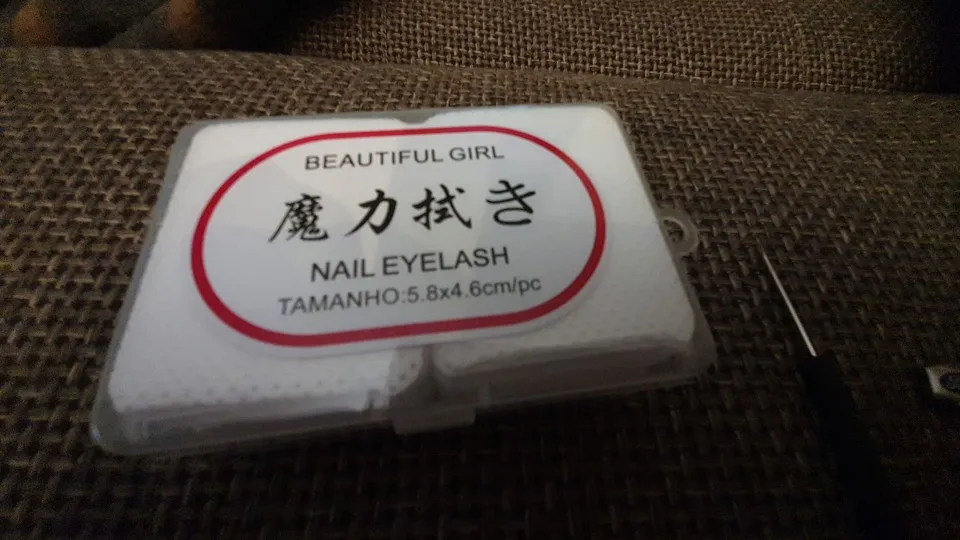 BEAUTIFUL GIRL
魔力拭き
NAIL EYELASH
TAMANHO:5.8x4.6cm/pc